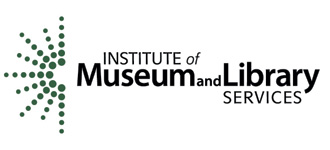 INSTITUTE of
Museum and Library
SERVICES